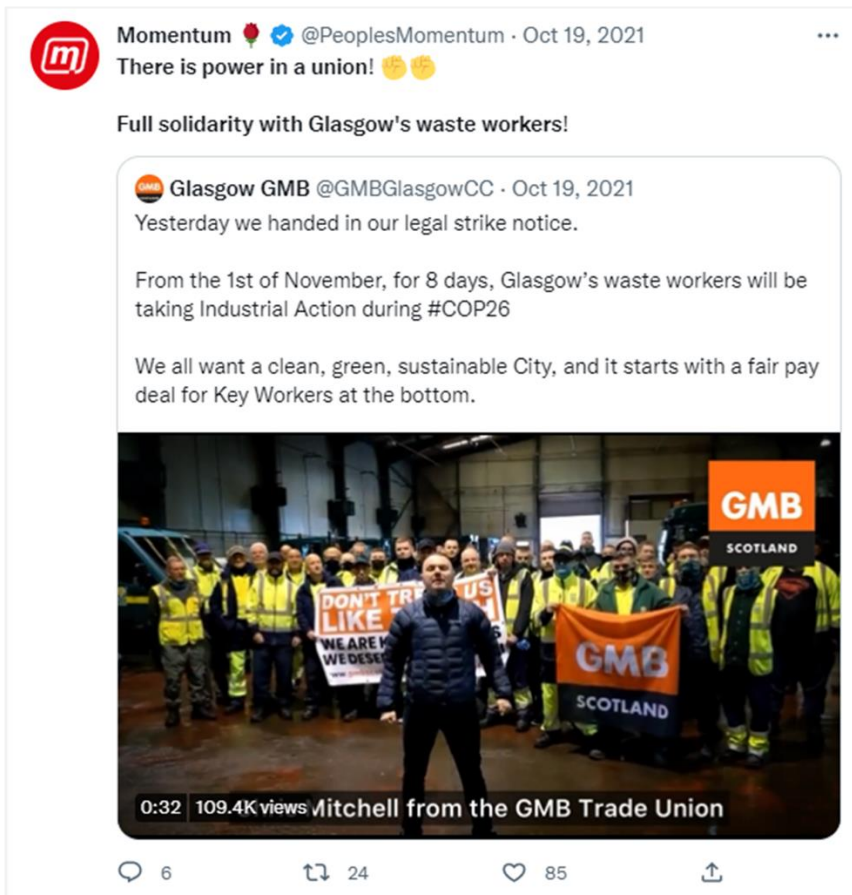 Momentum 🌹 @PeoplesMomentum · Oct 19, 2021
There is power in a union! ✊✊
Full solidarity with Glasgow's waste workers!
GMB Glasgow GMB @GMBGlasgowCC · Oct 19, 2021
Yesterday we handed in our legal strike notice.
From the 1st of November, for 8 days, Glasgow's waste workers will be
taking Industrial Action during #COP26
We all want a clean, green, sustainable City, and it starts with a fair pay
deal for Key Workers at the bottom.
GMB
SCOTLAND
DON'T US
LIKE
WE ARE
WE
GMB
SCOTLAND
0:32 109.4K views Mitchell from the GMB Trade Union
6 24 85